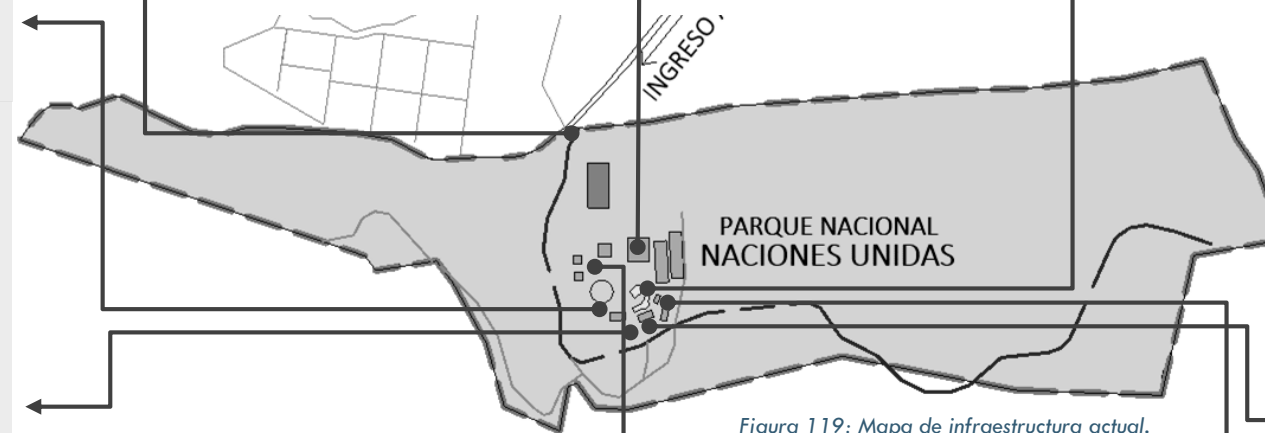 INGRESO
PARQUE NACIONAL
NACIONES UNIDAS
Figura 119: Mapa de infraestructura actual.